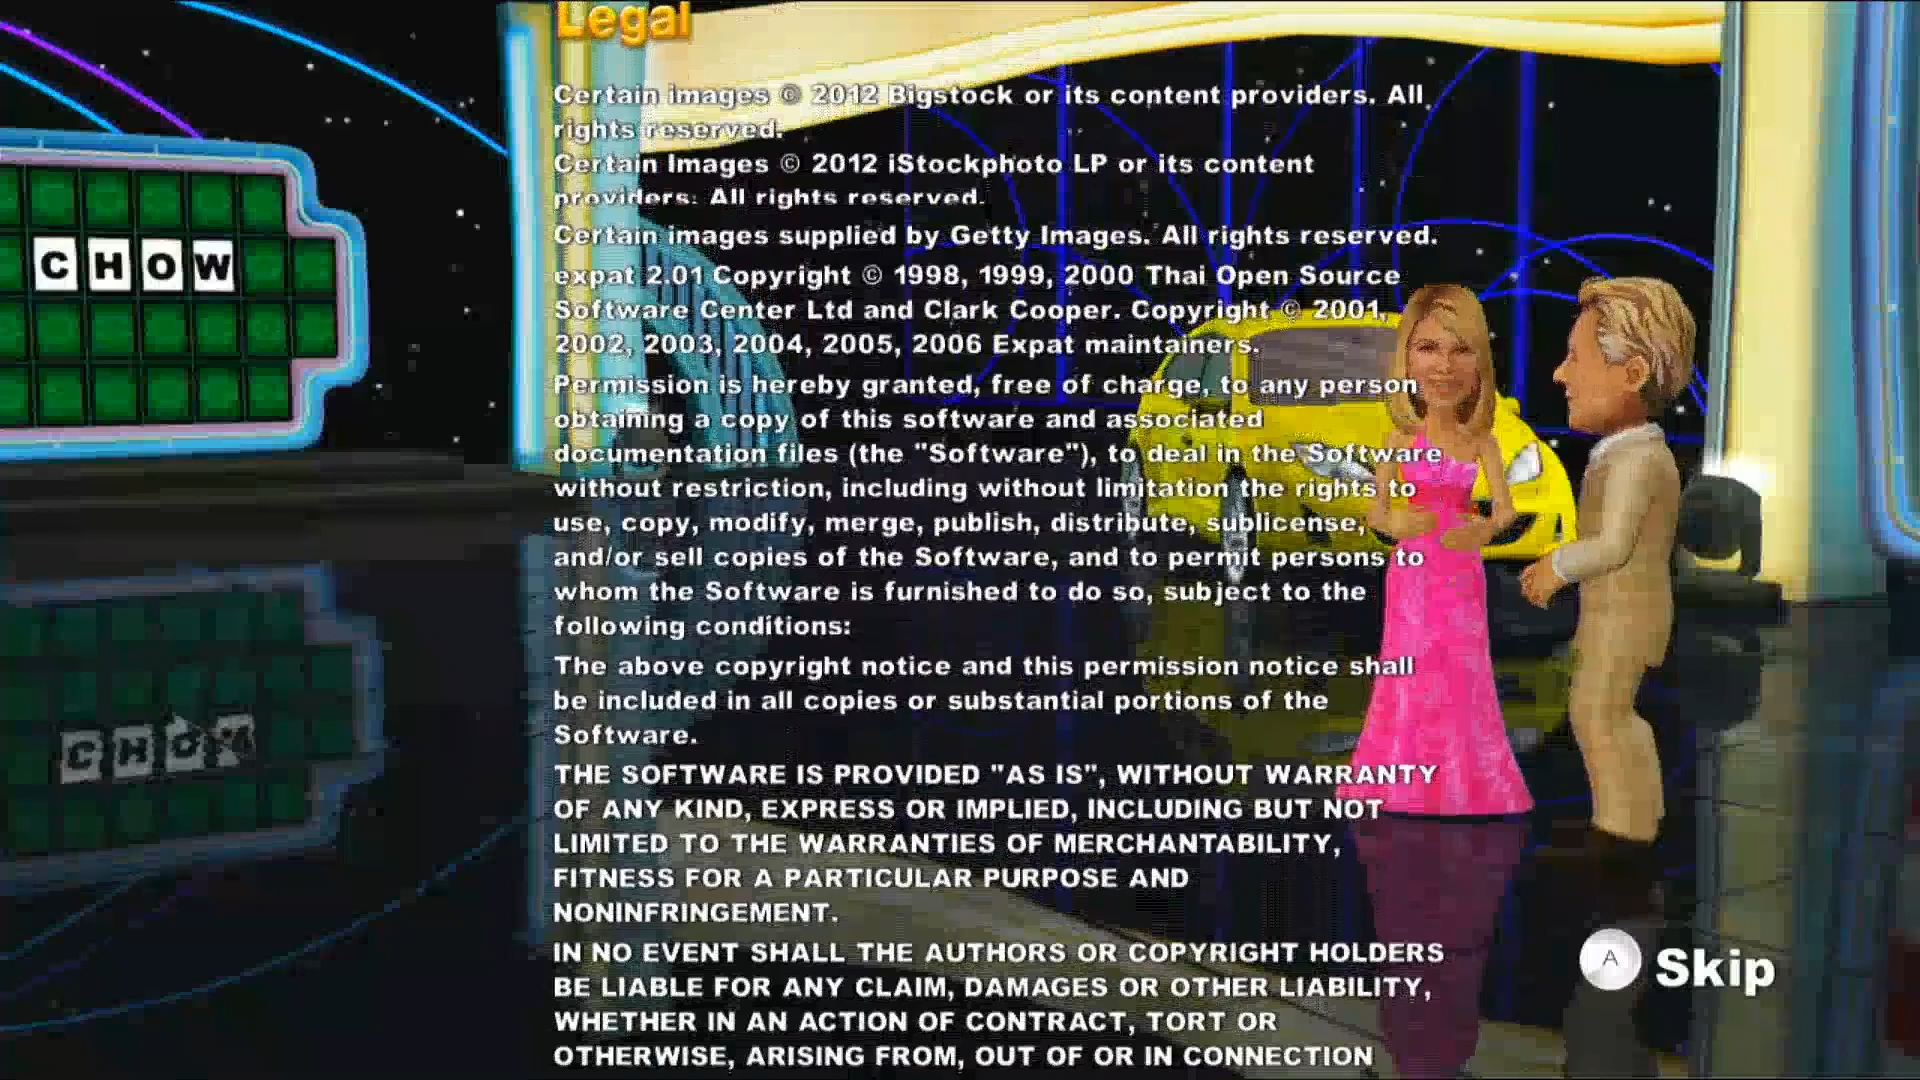 Legal
Certain images © 2012 Bigstock or its content providers. All
rights reserved.
Certain Images © 2012 iStockphoto LP or its content
providers. All rights reserved.
Certain images supplied by Getty Images. All rights reserved.
expat 2.01 Copyright © 1998, 1999, 2000 Thai Open Source
Software Center Ltd and Clark Cooper. Copyright © 2001,
2002, 2003, 2004, 2005, 2006 Expat maintainers.
Permission is hereby granted, free of charge, to any person
obtaining a copy of this software and associated
documentation files (the "Software"), to deal in the Software
without restriction, including without limitation the rights to
use, copy, modify, merge, publish, distribute, sublicense,
and/or sell copies of the Software, and to permit persons to
whom the Software is furnished to do so, subject to the
following conditions:
The above copyright notice and this permission notice shall
be included in all copies or substantial portions of the
Software.
THE SOFTWARE IS PROVIDED "AS IS", WITHOUT WARRANTY
OF ANY KIND, EXPRESS OR IMPLIED, INCLUDING BUT NOT
LIMITED TO THE WARRANTIES OF MERCHANTABILITY,
FITNESS FOR A PARTICULAR PURPOSE AND
NONINFRINGEMENT.
IN NO EVENT SHALL THE AUTHORS OR COPYRIGHT HOLDERS
BE LIABLE FOR ANY CLAIM, DAMAGES OR OTHER LIABILITY,
WHETHER IN AN ACTION OF CONTRACT, TORT OR
OTHERWISE, ARISING FROM, OUT OF OR IN CONNECTION
CHOW
A Skip